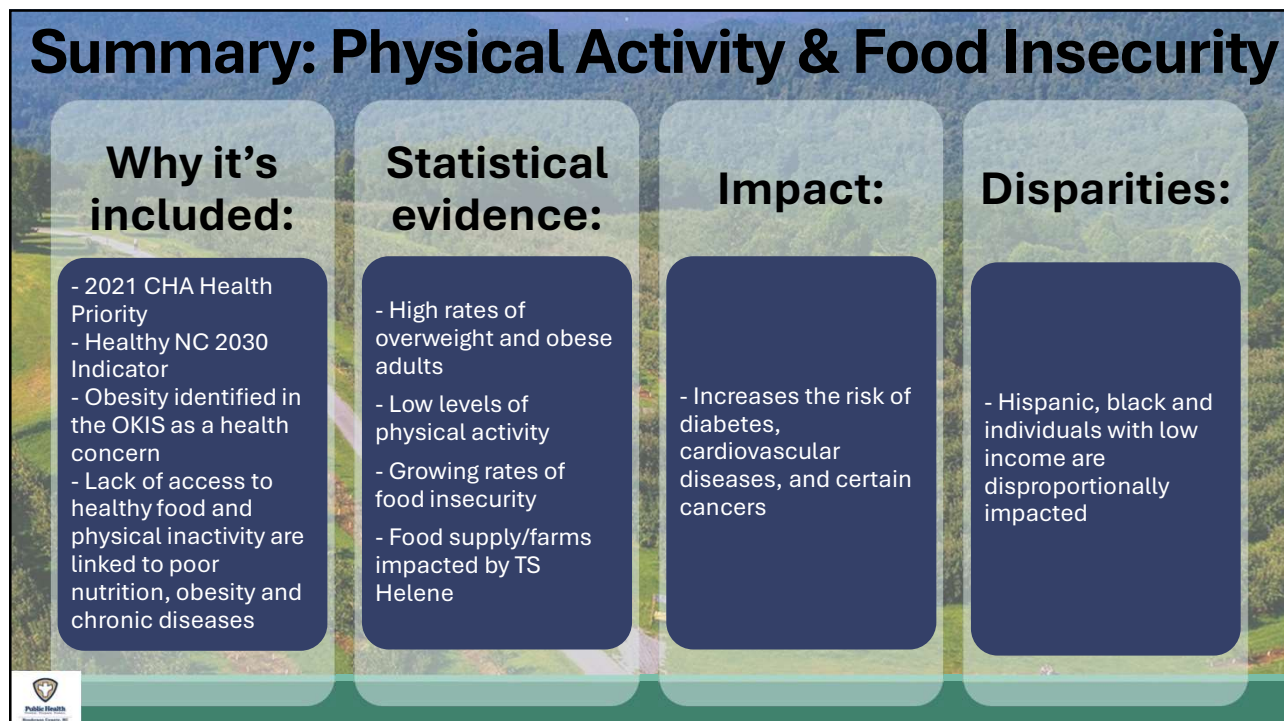 Summary: Physical Activity & Food Insecurity
Why it's
included:
- 2021 CHA Health
Priority
- Healthy NC 2030
Indicator
- Obesity identified in
the OKIS as a health
concern
- Lack of access to
healthy food and
physical inactivity are
linked to poor
nutrition, obesity and
chronic diseases
Statistical
evidence:
- High rates of
overweight and obese
adults
- Low levels of
physical activity
- Growing rates of
food insecurity
- Food supply/farms
impacted by TS
Helene
Impact:
- Increases the risk of
diabetes,
cardiovascular
diseases, and certain
cancers
Disparities:
- Hispanic, black and
individuals with low
income are
disproportionally
impacted
Public Health
Henderson County, NC